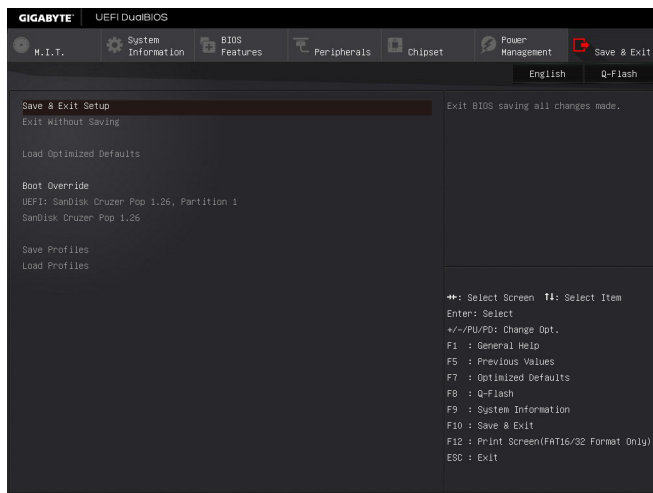 GIGABYTE™ UEFI DualBIOS
M.I.T.
System Information
BIOS Features
Peripherals
Chipset
Power Management
Save & Exit
English Q-Flash
Save & Exit Setup
Exit Without Saving
Load Optimized Defaults
Boot Override
UEFI: SanDisk Cruzer Pop 1.26, Partition 1
SanDisk Cruzer Pop 1.26
Save Profiles
Load Profiles
Exit BIOS saving all changes made.
→←: Select Screen ↑↓: Select Item
Enter: Select
+/-/PU/PD: Change Opt.
F1 : General Help
F5 : Previous Values
F7 : Optimized Defaults
F8 : Q-Flash
F9 : System Information
F10 : Save & Exit
F12 : Print Screen(FAT16/32 Format Only)
ESC : Exit